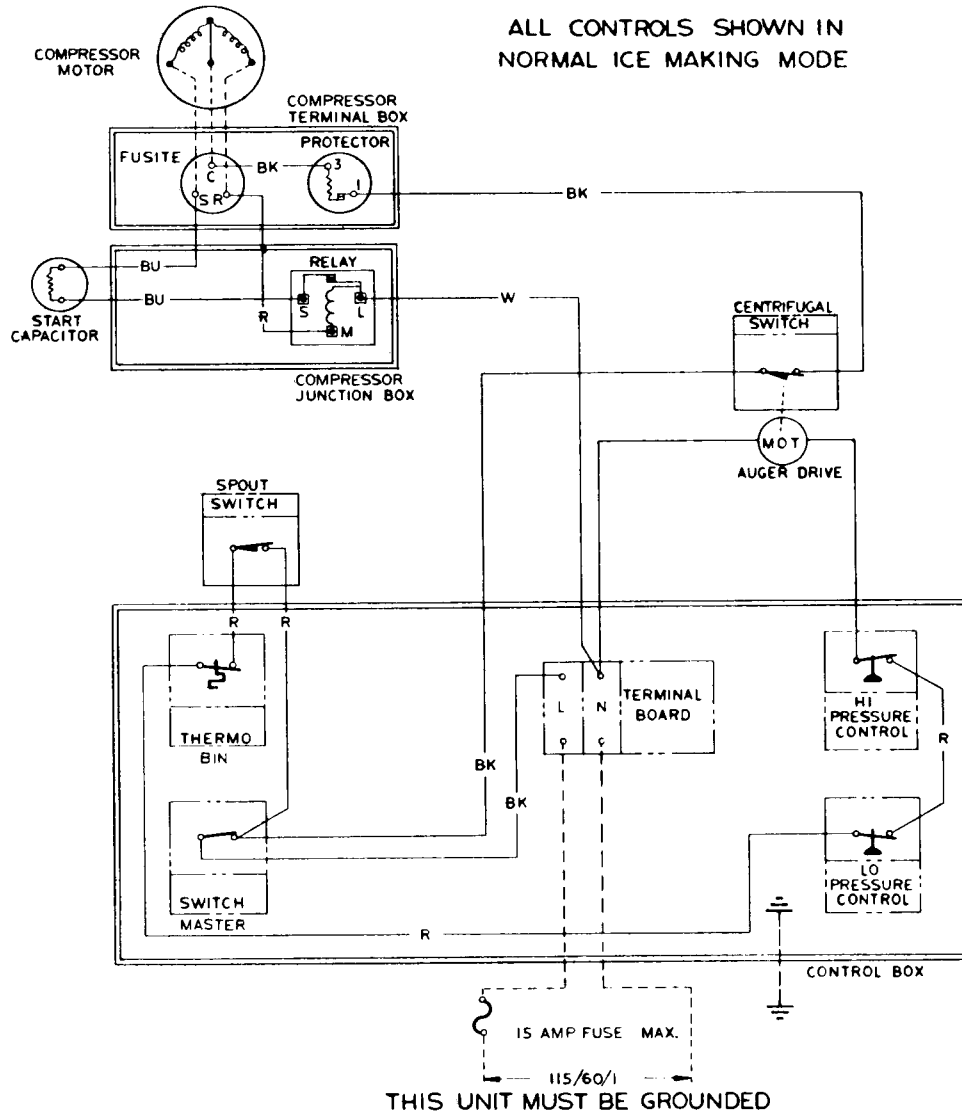 ALL CONTROLS SHOWN IN
NORMAL ICE MAKING MODE
COMPRESSOR
MOTOR
COMPRESSOR
TERMINAL BOX
FUSITE
PROTECTOR
C
BK
3
1
S R
BK
BU
RELAY
BU
S
L
W
R
M
START
CAPACITOR
COMPRESSOR
JUNCTION BOX
CENTRIFUGAL
SWITCH
MOT
AUGER DRIVE
SPOUT
SWITCH
R
R
THERMO
BIN
L
N
TERMINAL
BOARD
HI
PRESSURE
CONTROL
R
BK
BK
SWITCH
MASTER
LO
PRESSURE
CONTROL
R
CONTROL BOX
15 AMP FUSE MAX.
115/60/1
THIS UNIT MUST BE GROUNDED